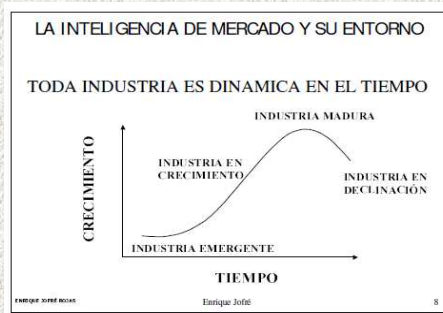 LA INTELIGENCIA DE MERCADO Y SU ENTORNO
TODA INDUSTRIA ES DINAMICA EN EL TIEMPO
INDUSTRIA MADURA
CRECIMIENTO
INDUSTRIA EN
CRECIMIENTO
INDUSTRIA EN
DECLINACIÓN
INDUSTRIA EMERGENTE
TIEMPO
ENRIQUE JOFRÉ ROJAS
Enrique Jofré
8